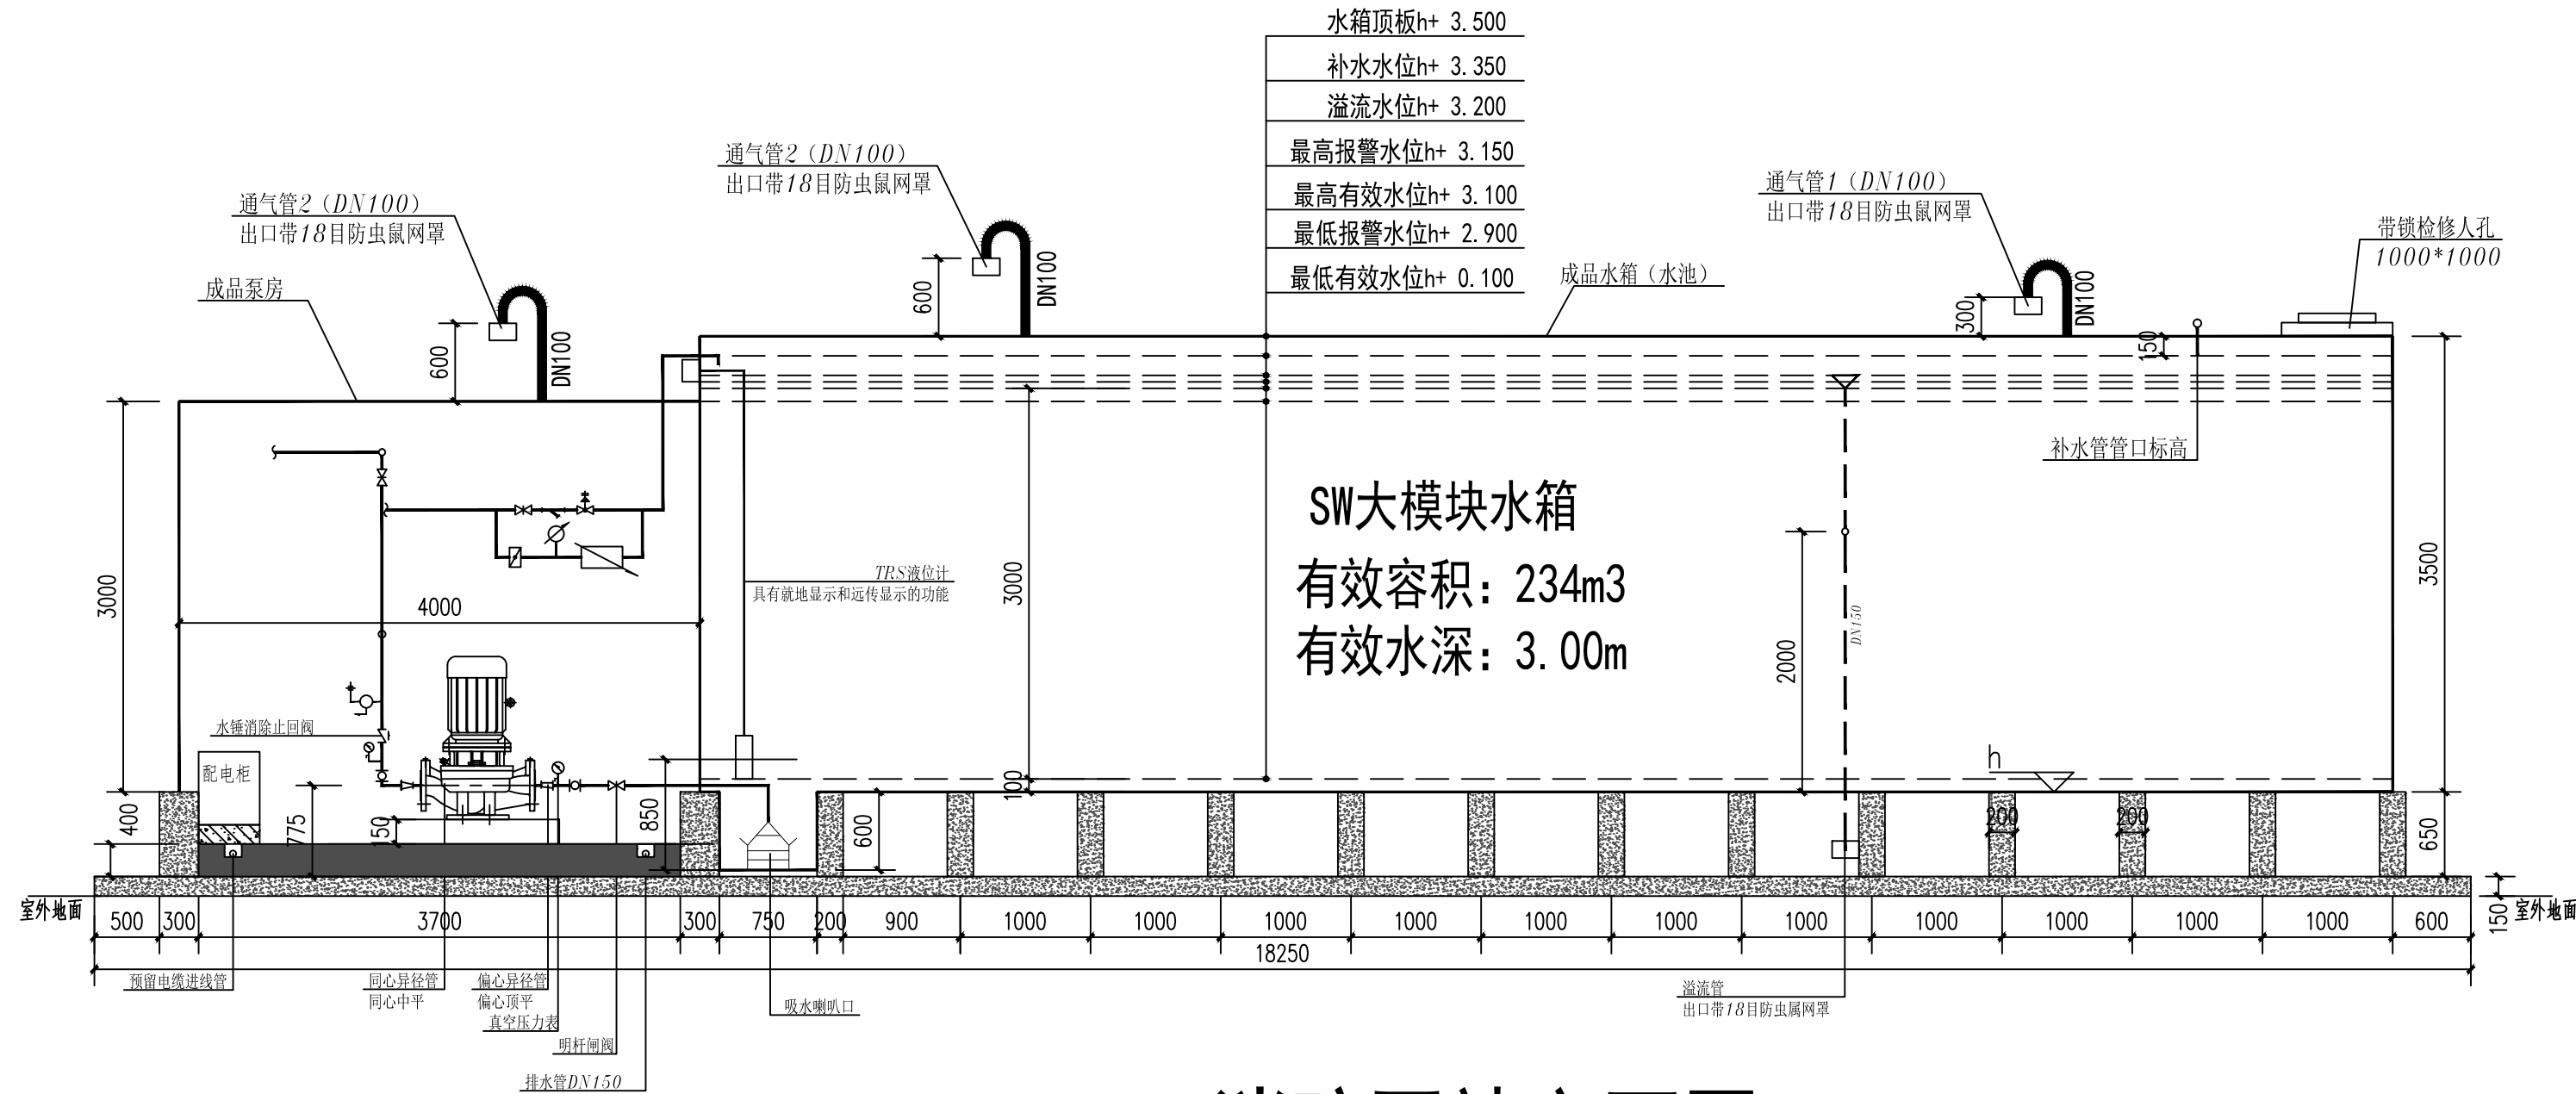 水箱顶板h+ 3.500
补水水位h+ 3.350
溢流水位h+ 3.200
最高报警水位h+ 3.150
最高有效水位h+ 3.100
最低报警水位h+ 2.900
最低有效水位h+ 0.100
通气管2（DN100）
出口带18目防虫鼠网罩
通气管2（DN100）
出口带18目防虫鼠网罩
通气管1（DN100）
出口带18目防虫鼠网罩
带锁检修人孔
1000*1000
成品泵房
成品水箱（水池）
600
DN100
600
DN100
300
DN100
150
补水管管口标高
SW大模块水箱
有效容积：234m3
有效水深：3.00m
TRS液位计
具有就地显示和远传显示的功能
3000
4000
3000
2000
DN150
3500
水锤消除止回阀
配电柜
h
400
775
150
850
100
600
200
200
650
150
室外地面
室外地面
500
300
3700
300
750
200
900
1000
1000
1000
1000
1000
1000
1000
1000
1000
1000
1000
600
18250
预留电缆进线管
同心异径管
同心中平
偏心异径管
偏心顶平
真空压力表
明杆闸阀
排水管DN150
吸水喇叭口
溢流管
出口带18目防虫属网罩